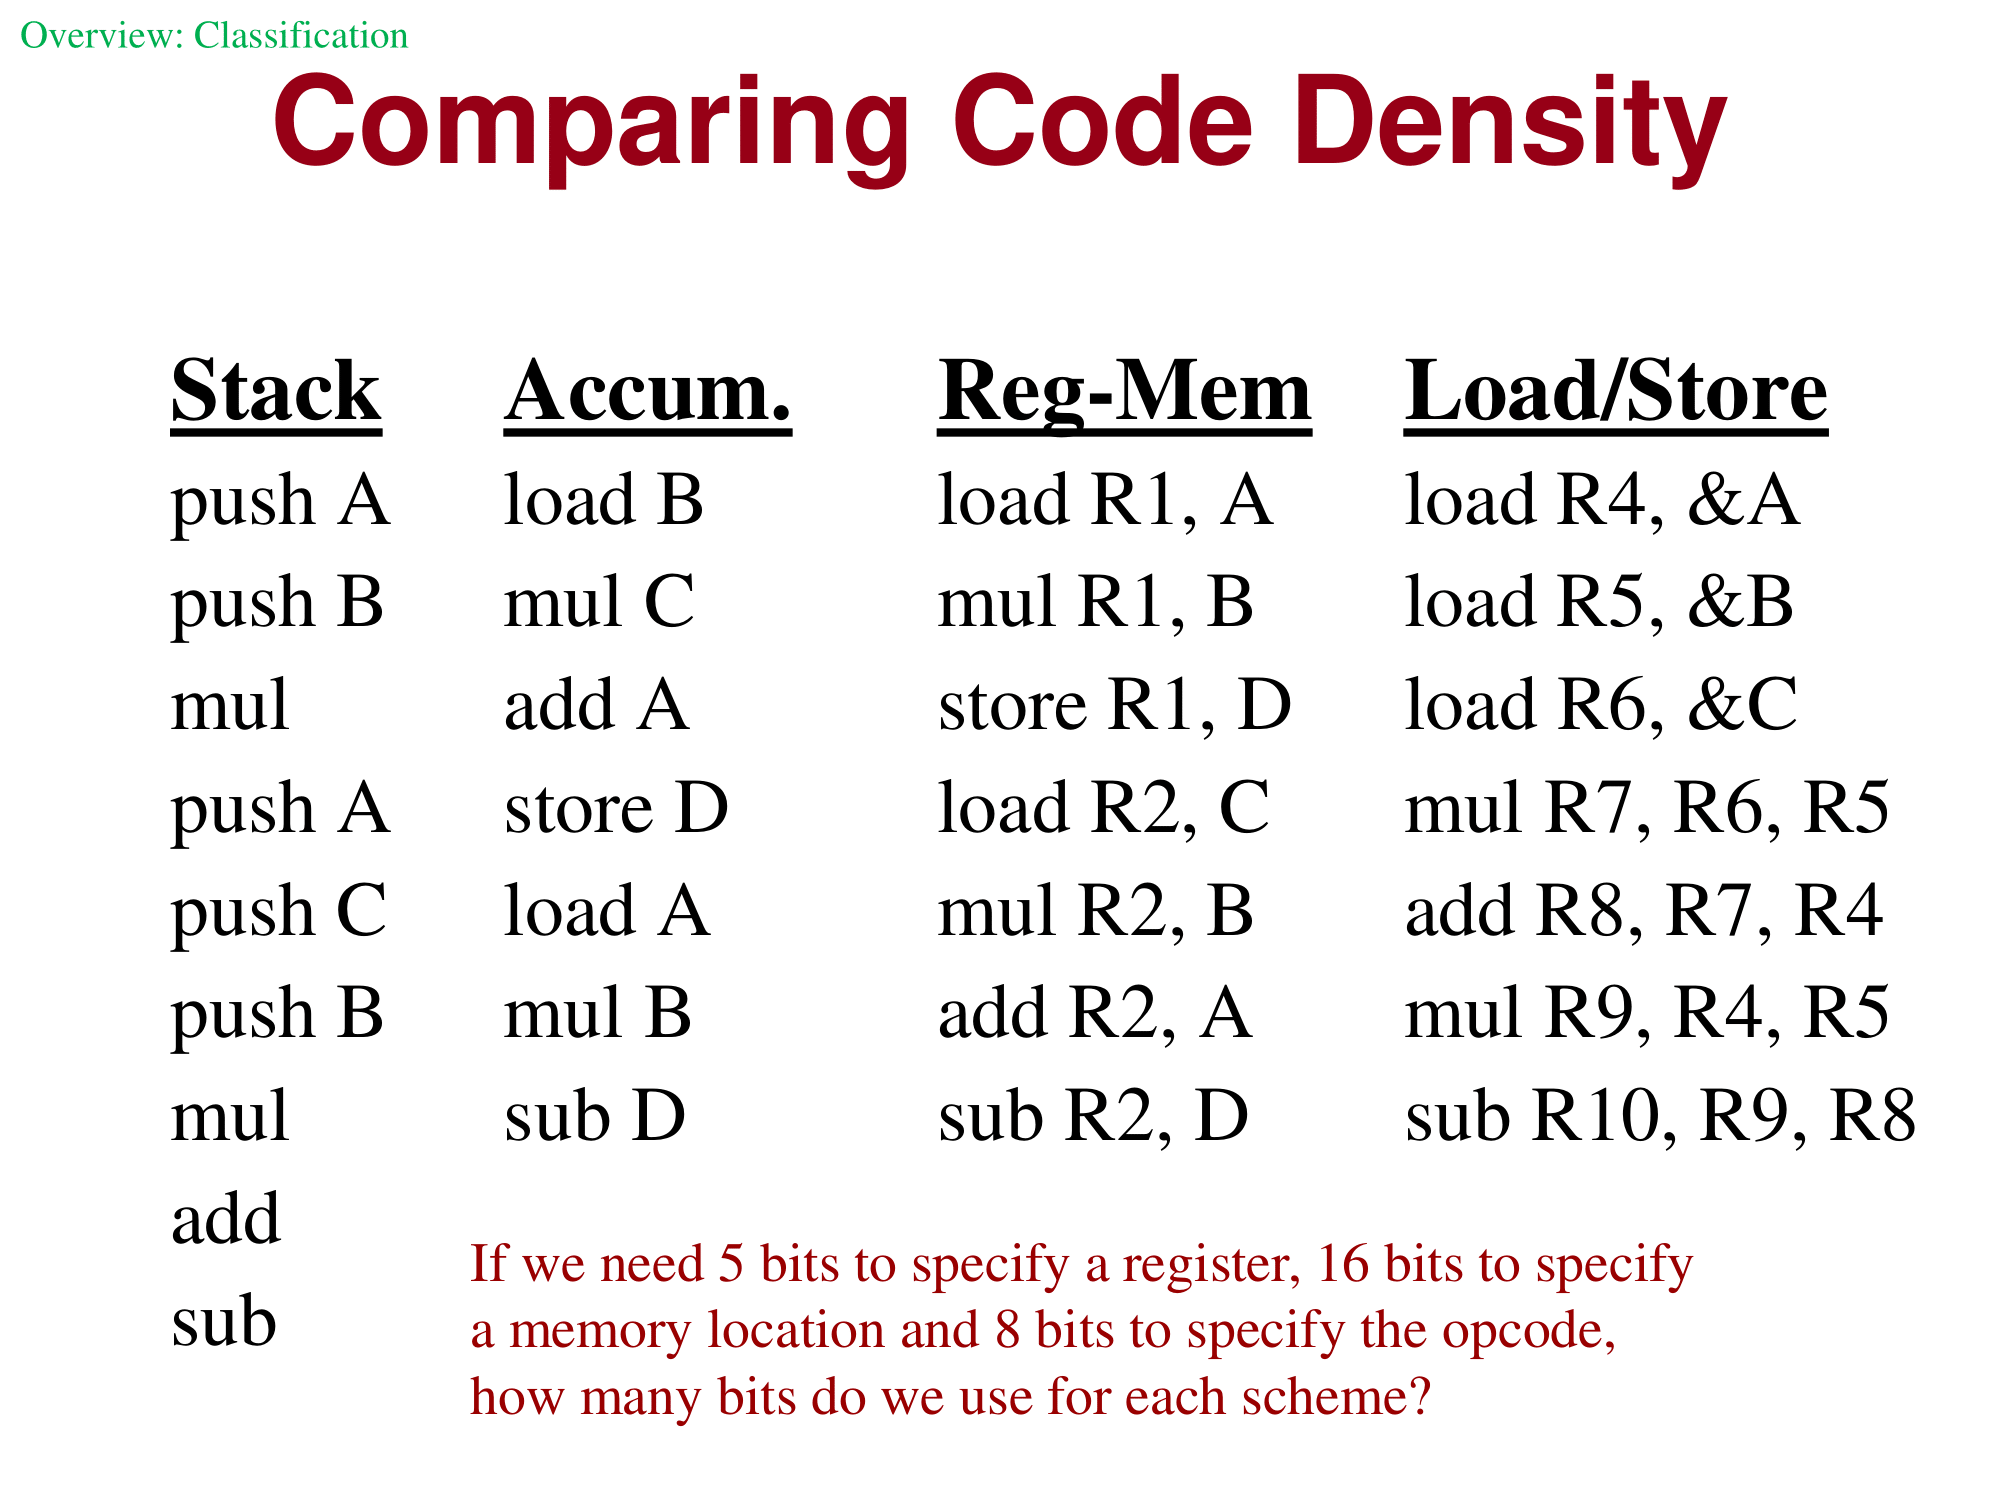 Overview: Classification
Comparing Code Density
Stack Accum. Reg-Mem Load/Store
push A load B load R1, A load R4, &A
push B mul C mul R1, B load R5, &B
mul add A store R1, D load R6, &C
push A store D load R2, C mul R7, R6, R5
push C load A mul R2, B add R8, R7, R4
push B mul B add R2, A mul R9, R4, R5
mul sub D sub R2, D sub R10, R9, R8
add
sub
If we need 5 bits to specify a register, 16 bits to specify
a memory location and 8 bits to specify the opcode,
how many bits do we use for each scheme?